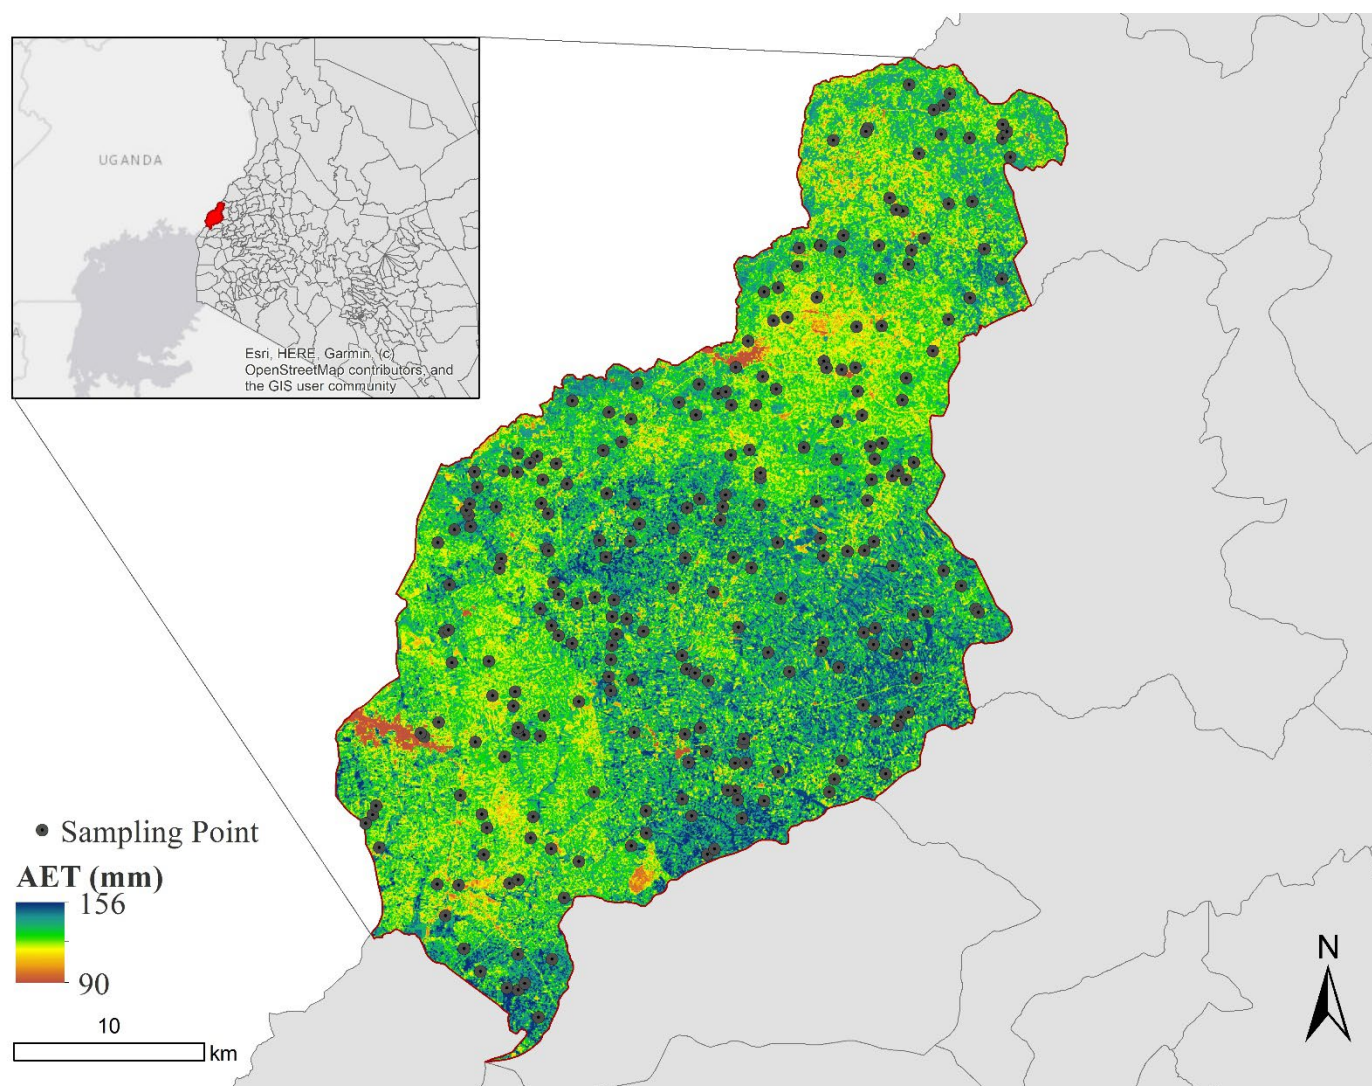 UGANDA
Esri, HERE, Garmin, (c)
OpenStreetMap contributors, and
the GIS user community
Sampling Point
AET (mm)
156
90
10
km
N